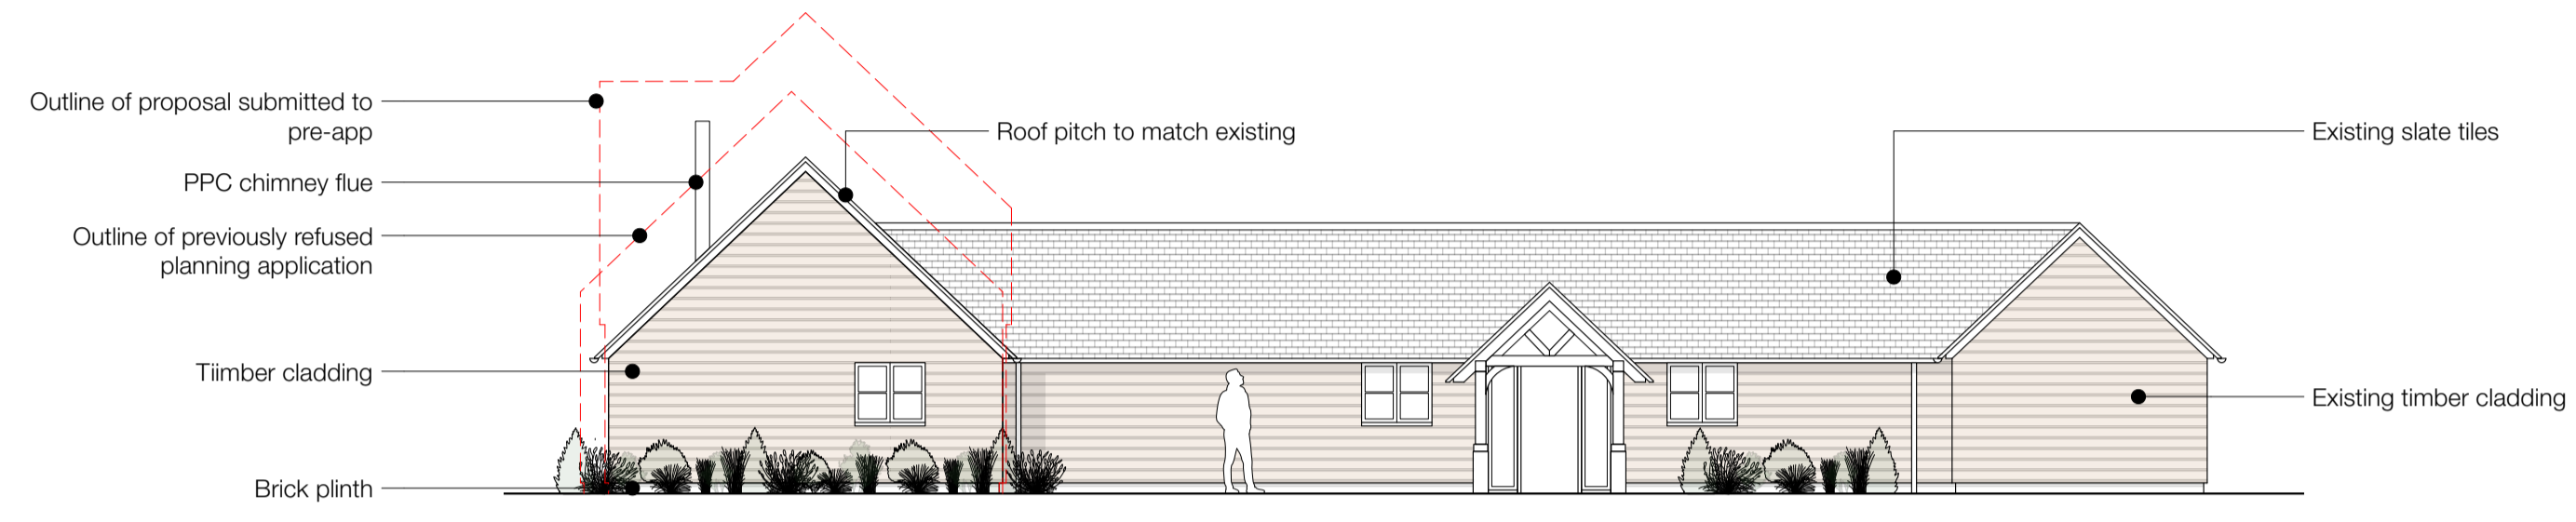 Outline of proposal submitted to
pre-app
PPC chimney flue
Outline of previously refused
planning application
Tiimber cladding
Brick plinth
Roof pitch to match existing
Existing slate tiles
Existing timber cladding